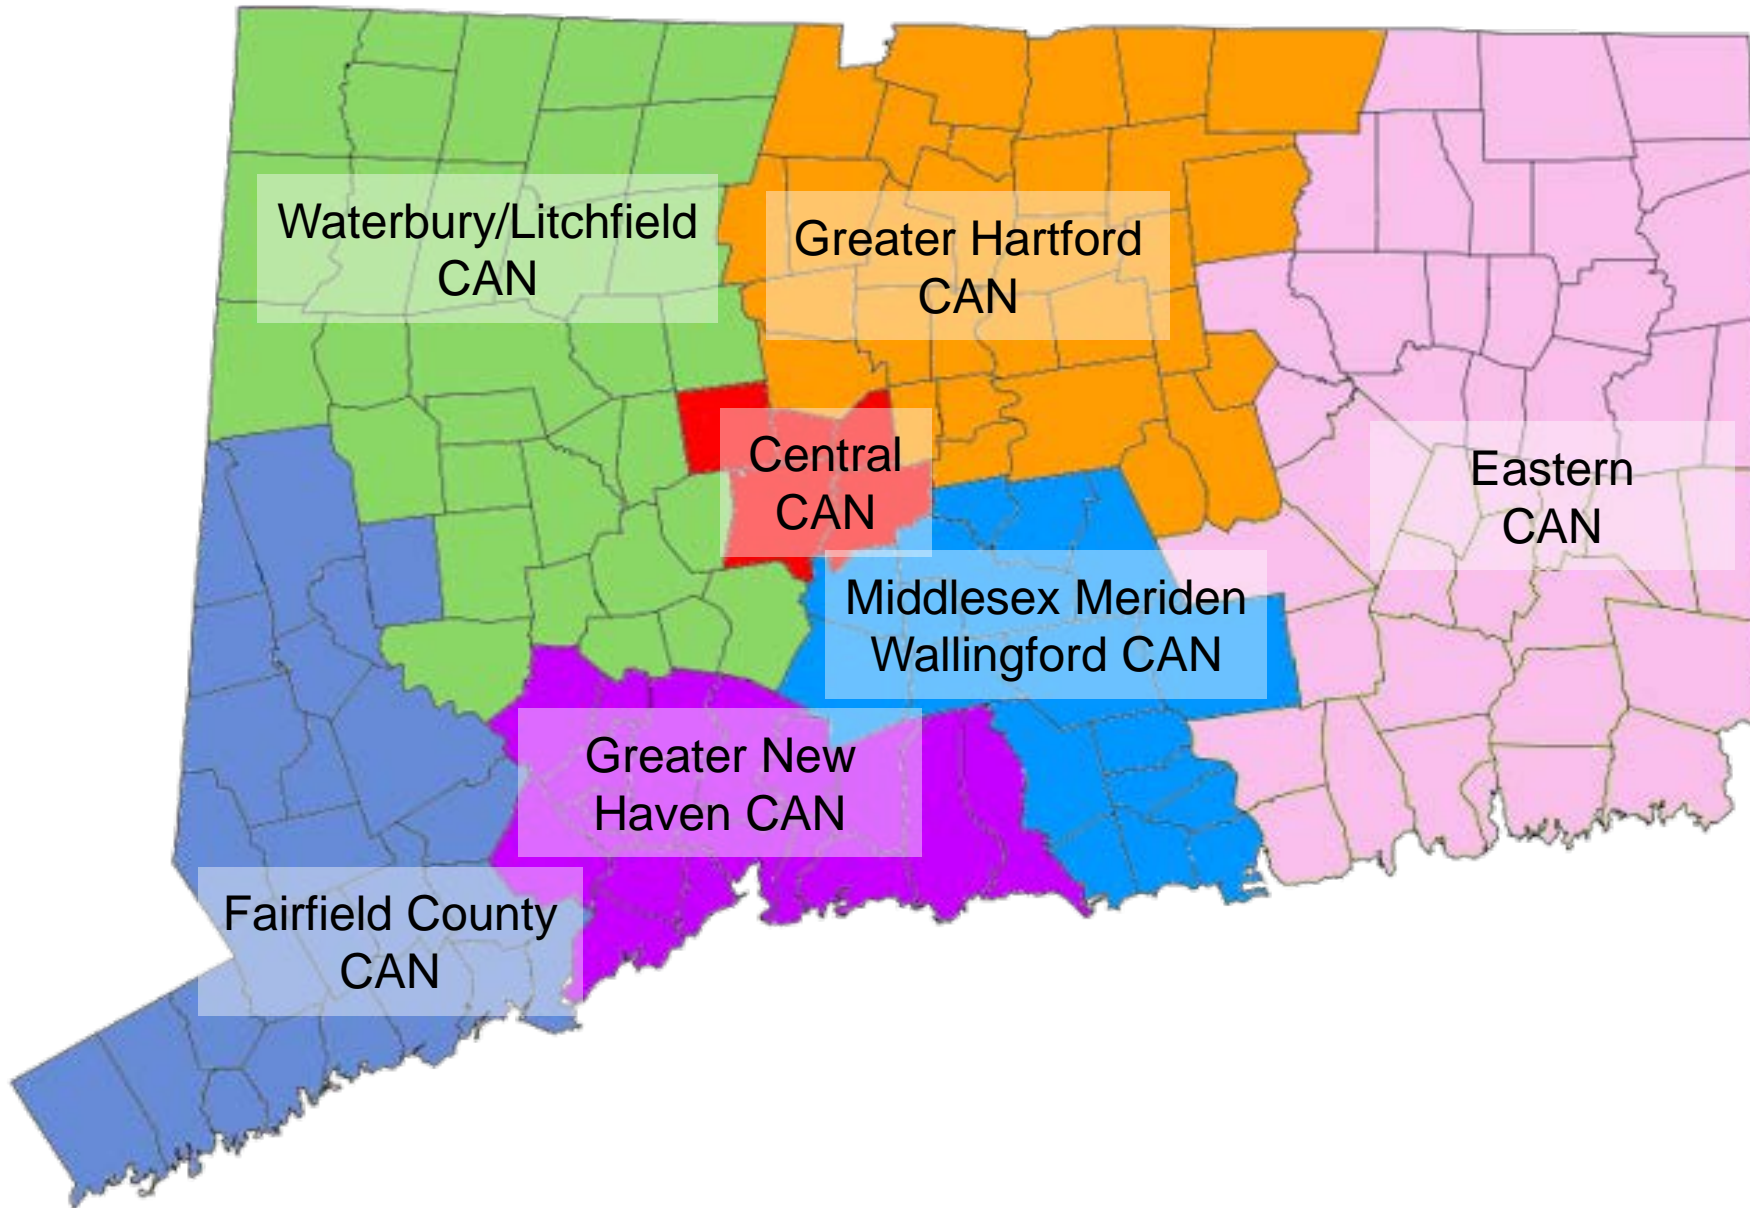 Waterbury/Litchfield
CAN
Greater Hartford
CAN
Central
CAN
Eastern
CAN
Middlesex Meriden
Wallingford CAN
Greater New
Haven CAN
Fairfield County
CAN